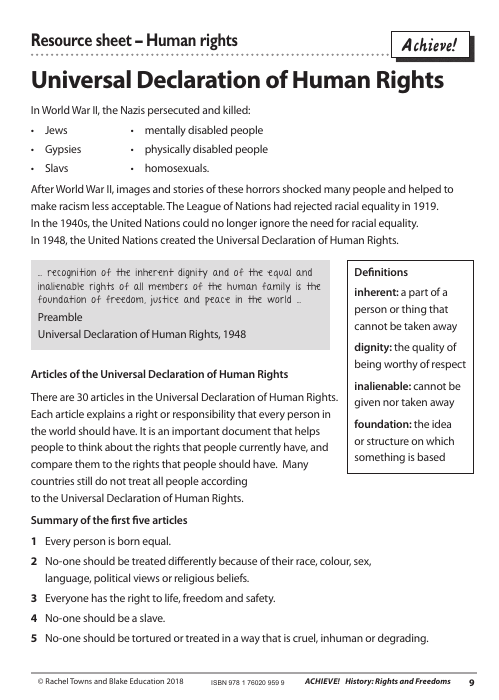 Resource sheet – Human rights
Achieve!
Universal Declaration of Human Rights
In World War II, the Nazis persecuted and killed:
• Jews • mentally disabled people
• Gypsies • physically disabled people
• Slavs • homosexuals.
After World War II, images and stories of these horrors shocked many people and helped to
make racism less acceptable. The League of Nations had rejected racial equality in 1919.
In the 1940s, the United Nations could no longer ignore the need for racial equality.
In 1948, the United Nations created the Universal Declaration of Human Rights.
... recognition of the inherent dignity and of the equal and
inalienable rights of all members of the human family is the
foundation of freedom, justice and peace in the world ...
Preamble
Universal Declaration of Human Rights, 1948
Definitions
inherent: a part of a
person or thing that
cannot be taken away
dignity: the quality of
being worthy of respect
inalienable: cannot be
given nor taken away
foundation: the idea
or structure on which
something is based
Articles of the Universal Declaration of Human Rights
There are 30 articles in the Universal Declaration of Human Rights.
Each article explains a right or responsibility that every person in
the world should have. It is an important document that helps
people to think about the rights that people currently have, and
compare them to the rights that people should have. Many
countries still do not treat all people according
to the Universal Declaration of Human Rights.
Summary of the first five articles
1 Every person is born equal.
2 No-one should be treated differently because of their race, colour, sex,
language, political views or religious beliefs.
3 Everyone has the right to life, freedom and safety.
4 No-one should be a slave.
5 No-one should be tortured or treated in a way that is cruel, inhuman or degrading.
© Rachel Towns and Blake Education 2018 ISBN 978 1 76020 959 9 ACHIEVE! History: Rights and Freedoms 9